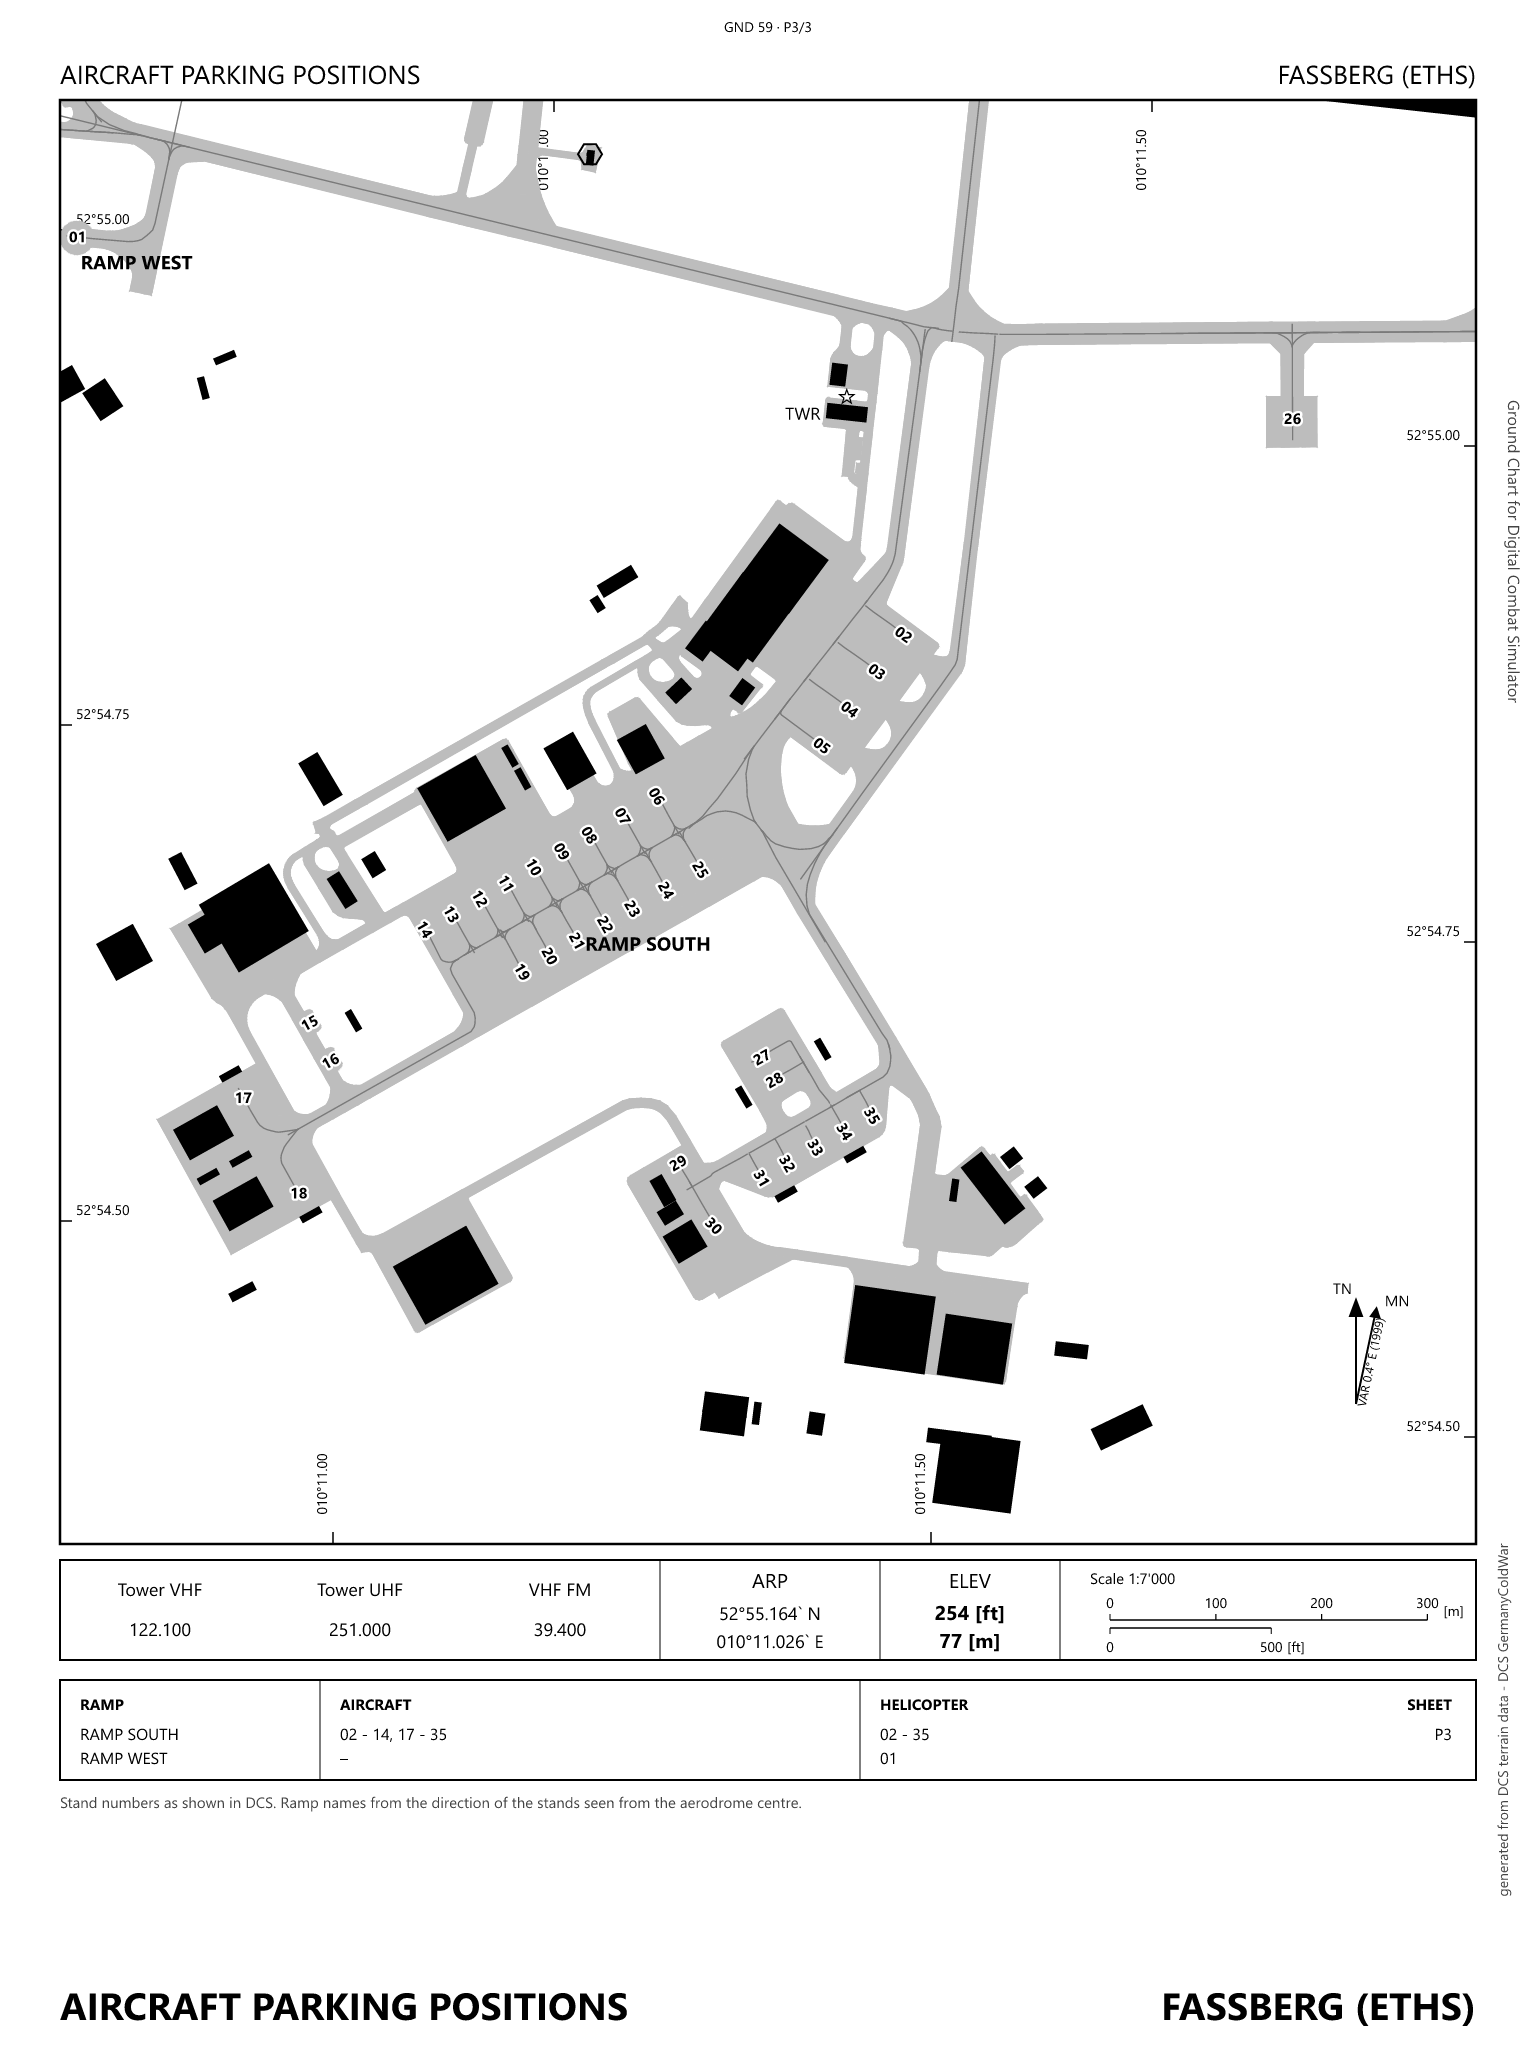 GND 59 · P3/3
AIRCRAFT PARKING POSITIONS
FASSBERG (ETHS)
010°11.50
52°55.00
01
RAMP WEST
TWR
26
52°55.00
02
03
04
05
52°54.75
06
07
08
09
10
11
12
13
14
25
24
23
22
21
20
19
RAMP SOUTH
52°54.75
15
16
17
18
27
28
29
30
31
32
33
34
35
52°54.50
TN
MN
VAR 0.4° E (1999)
52°54.50
010°11.00
010°11.50
Ground Chart for Digital Combat Simulator
Tower VHF
122.100
Tower UHF
251.000
VHF FM
39.400
ARP
52°55.164` N
010°11.026` E
ELEV
254 [ft]
77 [m]
Scale 1:7'000
0 100 200 300 [m]
0 500 [ft]
RAMP AIRCRAFT HELICOPTER SHEET
RAMP SOUTH 02 - 14, 17 - 35 02 - 35 P3
RAMP WEST – 01
Stand numbers as shown in DCS. Ramp names from the direction of the stands seen from the aerodrome centre.
generated from DCS terrain data - DCS GermanyColdWar
AIRCRAFT PARKING POSITIONS
FASSBERG (ETHS)